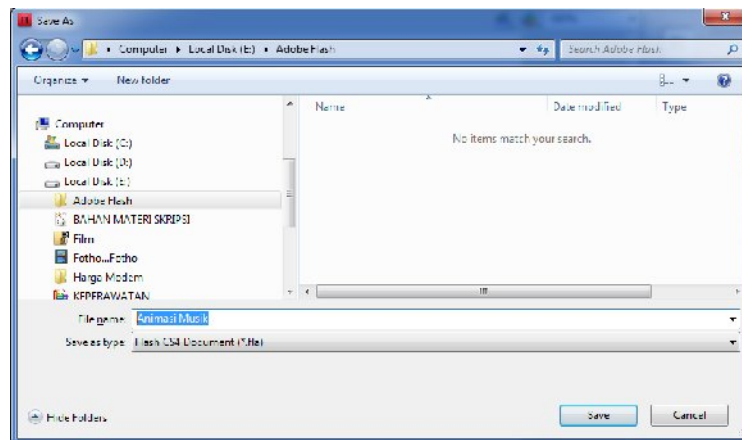 Save As
Computer ▸ Local Disk (E:) ▸ Adobe Flash
Search Adobe Flash
Organize
New folder
Name
Date modified
Type
No items match your search.
Computer
Local Disk (C:)
Local Disk (D:)
Local Disk (E:)
Adobe Flash
BAHAN MATERI SKRIPSI
Film
Fotho...Fotho
Harga Modem
KEPERAWATAN
File name: Animasi Musik
Save as type: Flash CS4 Document (*.fla)
Hide Folders
Save
Cancel